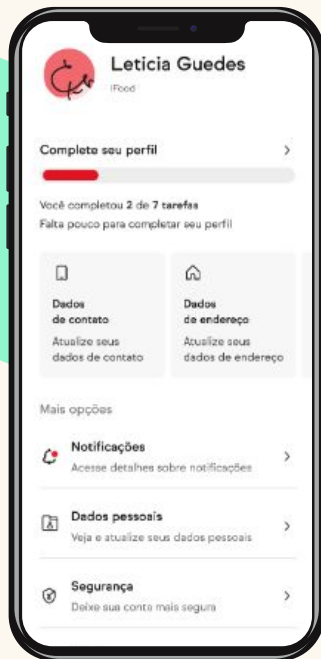 Leticia Guedes
iFood
Complete seu perfil
Você completou 2 de 7 tarefas
Falta pouco para completar seu perfil
Dados
de contato
Atualize seus
dados de contato
Dados
de endereço
Atualize seus
dados de endereço
Mais opções
Notificações
Acesse detalhes sobre notificações
Dados pessoais
Veja e atualize seus dados pessoais
Segurança
Deixe sua conta mais segura